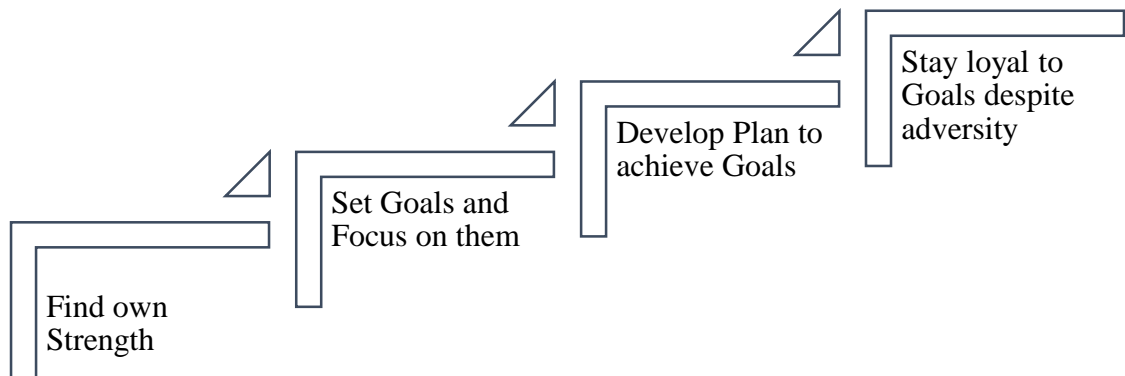 Find own
Strength
Set Goals and
Focus on them
Develop Plan to
achieve Goals
Stay loyal to
Goals despite
adversity